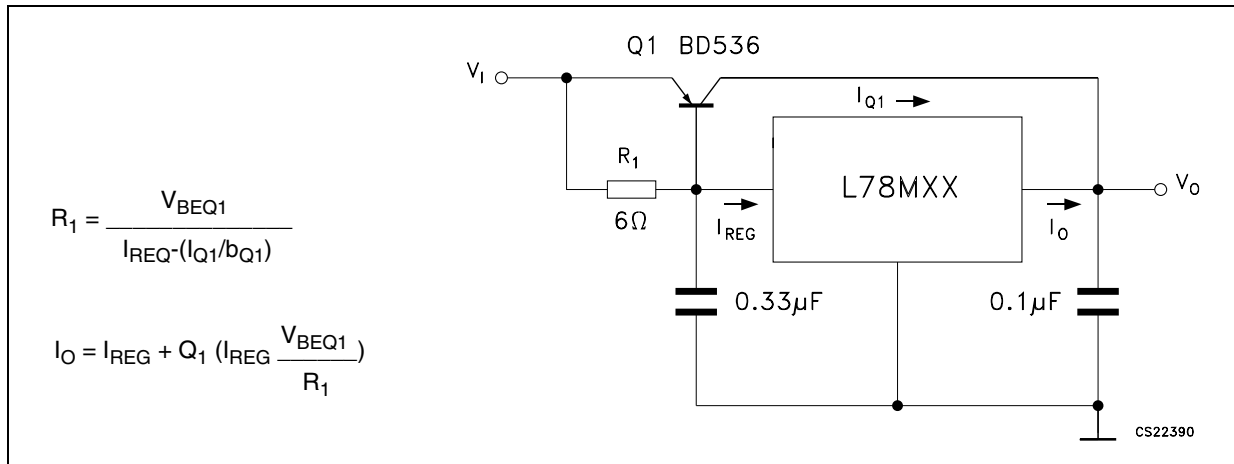 Q1 BD536
V_I
I_Q1
R_1
L78MXX
V_O
6Ω
I_REG
I_O
0.33µF
0.1µF
R_1 = V_BEQ1 / I_REQ-(I_Q1/b_Q1)
I_O = I_REG + Q_1 (I_REG V_BEQ1 / R_1)
CS22390